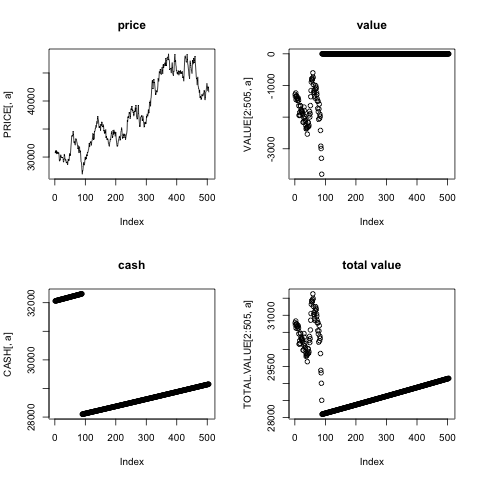 price
PRICE[, a]
30000 40000
0 100 200 300 400 500
Index
value
VALUE[2:505, a]
-3000 -1000 0
0 100 200 300 400 500
Index
cash
CASH[, a]
28000 30000 32000
0 100 200 300 400 500
Index
total value
TOTAL.VALUE[2:505, a]
28000 29500 31000
0 100 200 300 400 500
Index